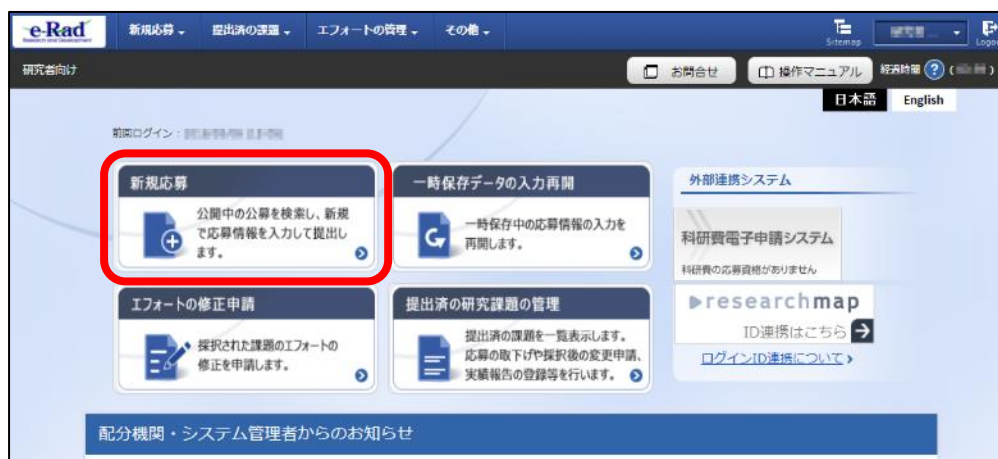 e-Rad
新規応募
提出済の課題
エフォートの管理
その他
Sitemap
研究者向け
お問合せ
操作マニュアル
経過時間
日本語
English
前回ログイン：
新規応募
公開中の公募を検索し、新規
で応募情報を入力して提出し
ます。
一時保存データの入力再開
一時保存中の応募情報の入力を
再開します。
外部連携システム
科研費電子申請システム
科研費の応募資格がありません
エフォートの修正申請
採択された課題のエフォートの
修正を申請します。
提出済の研究課題の管理
提出済の課題を一覧表示します。
応募の取下げや採択後の変更申請、
実績報告の登録等を行います。
researchmap
ID連携はこちら
ログインID連携について
配分機関・システム管理者からのお知らせ